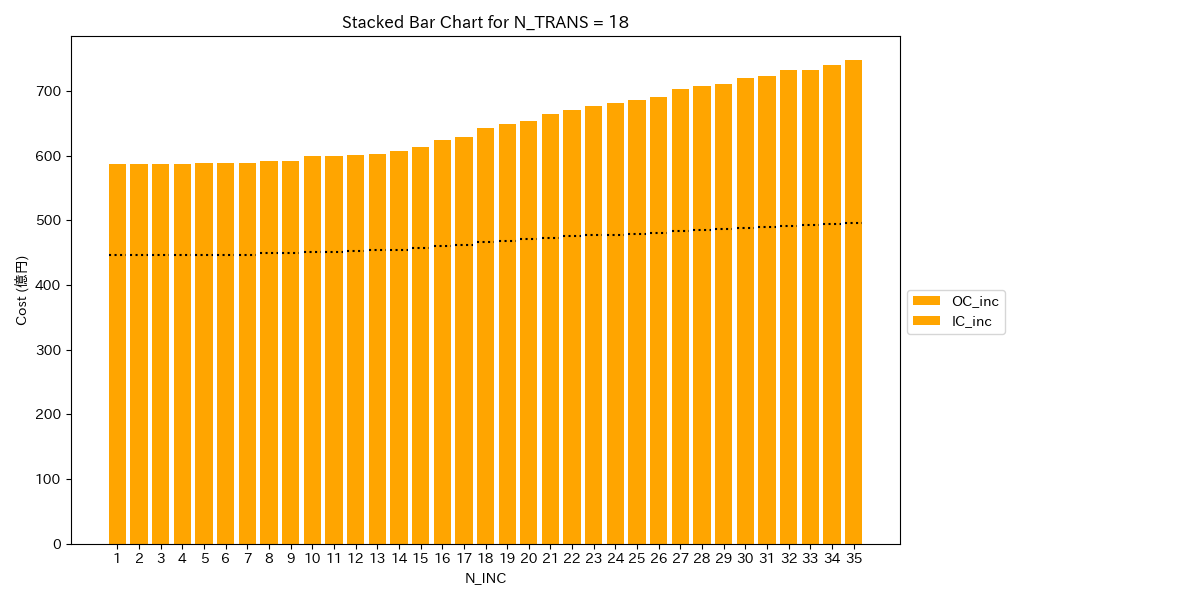 Stacked Bar Chart for N_TRANS = 18
Cost (億円)
700
600
500
400
300
200
100
0
1 2 3 4 5 6 7 8 9 10 11 12 13 14 15 16 17 18 19 20 21 22 23 24 25 26 27 28 29 30 31 32 33 34 35
N_INC
OC_inc
IC_inc